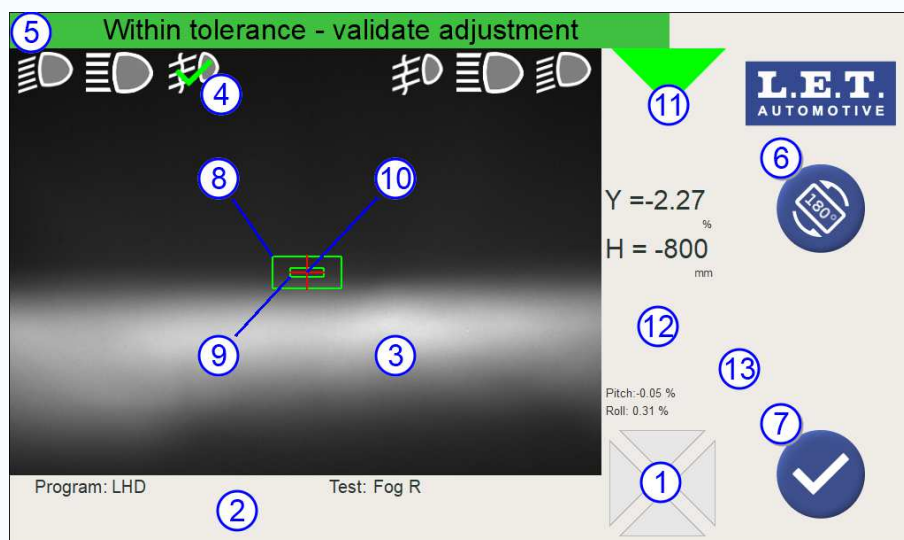 5
Within tolerance - validate adjustment
4
11
L.E.T.
AUTOMOTIVE
6
180°
8
10
Y =-2.27
%
H = -800
mm
12
9
3
13
Pitch:-0.05 %
Roll: 0.31 %
7
1
Program: LHD
Test: Fog R
2